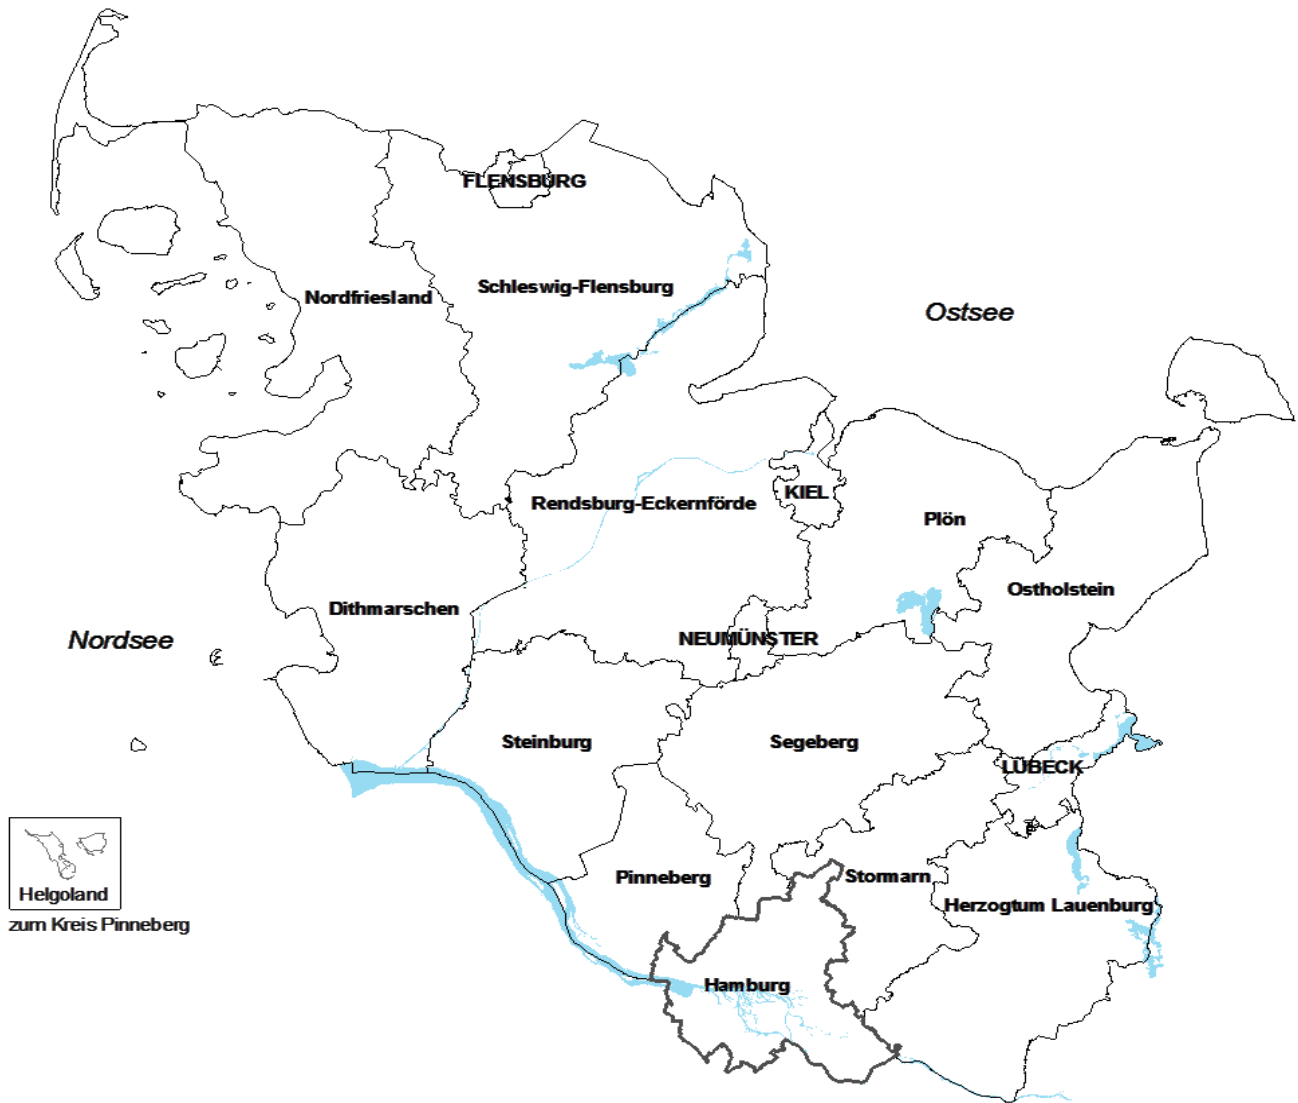 FLENSBURG
Schleswig-Flensburg
Nordfriesland
Ostsee
KIEL
Rendsburg-Eckernförde
Plön
Ostholstein
Dithmarschen
NEUMÜNSTER
Nordsee
Steinburg
Segeberg
LÜBECK
Pinneberg
Stormarn
Helgoland
Herzogtum Lauenburg
zum Kreis Pinneberg
Hamburg